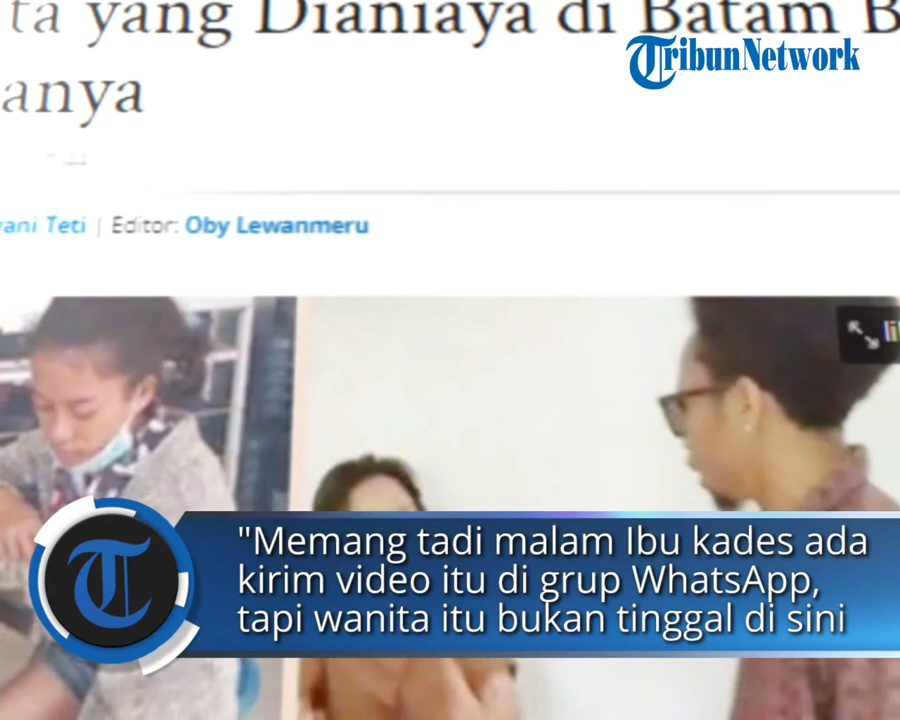 ta yang Dianiaya di Batam B
TribunNetwork
anya
ani Teti | Editor: Oby Lewanmeru
"Memang tadi malam Ibu kades ada
kirim video itu di grup WhatsApp,
tapi wanita itu bukan tinggal di sini